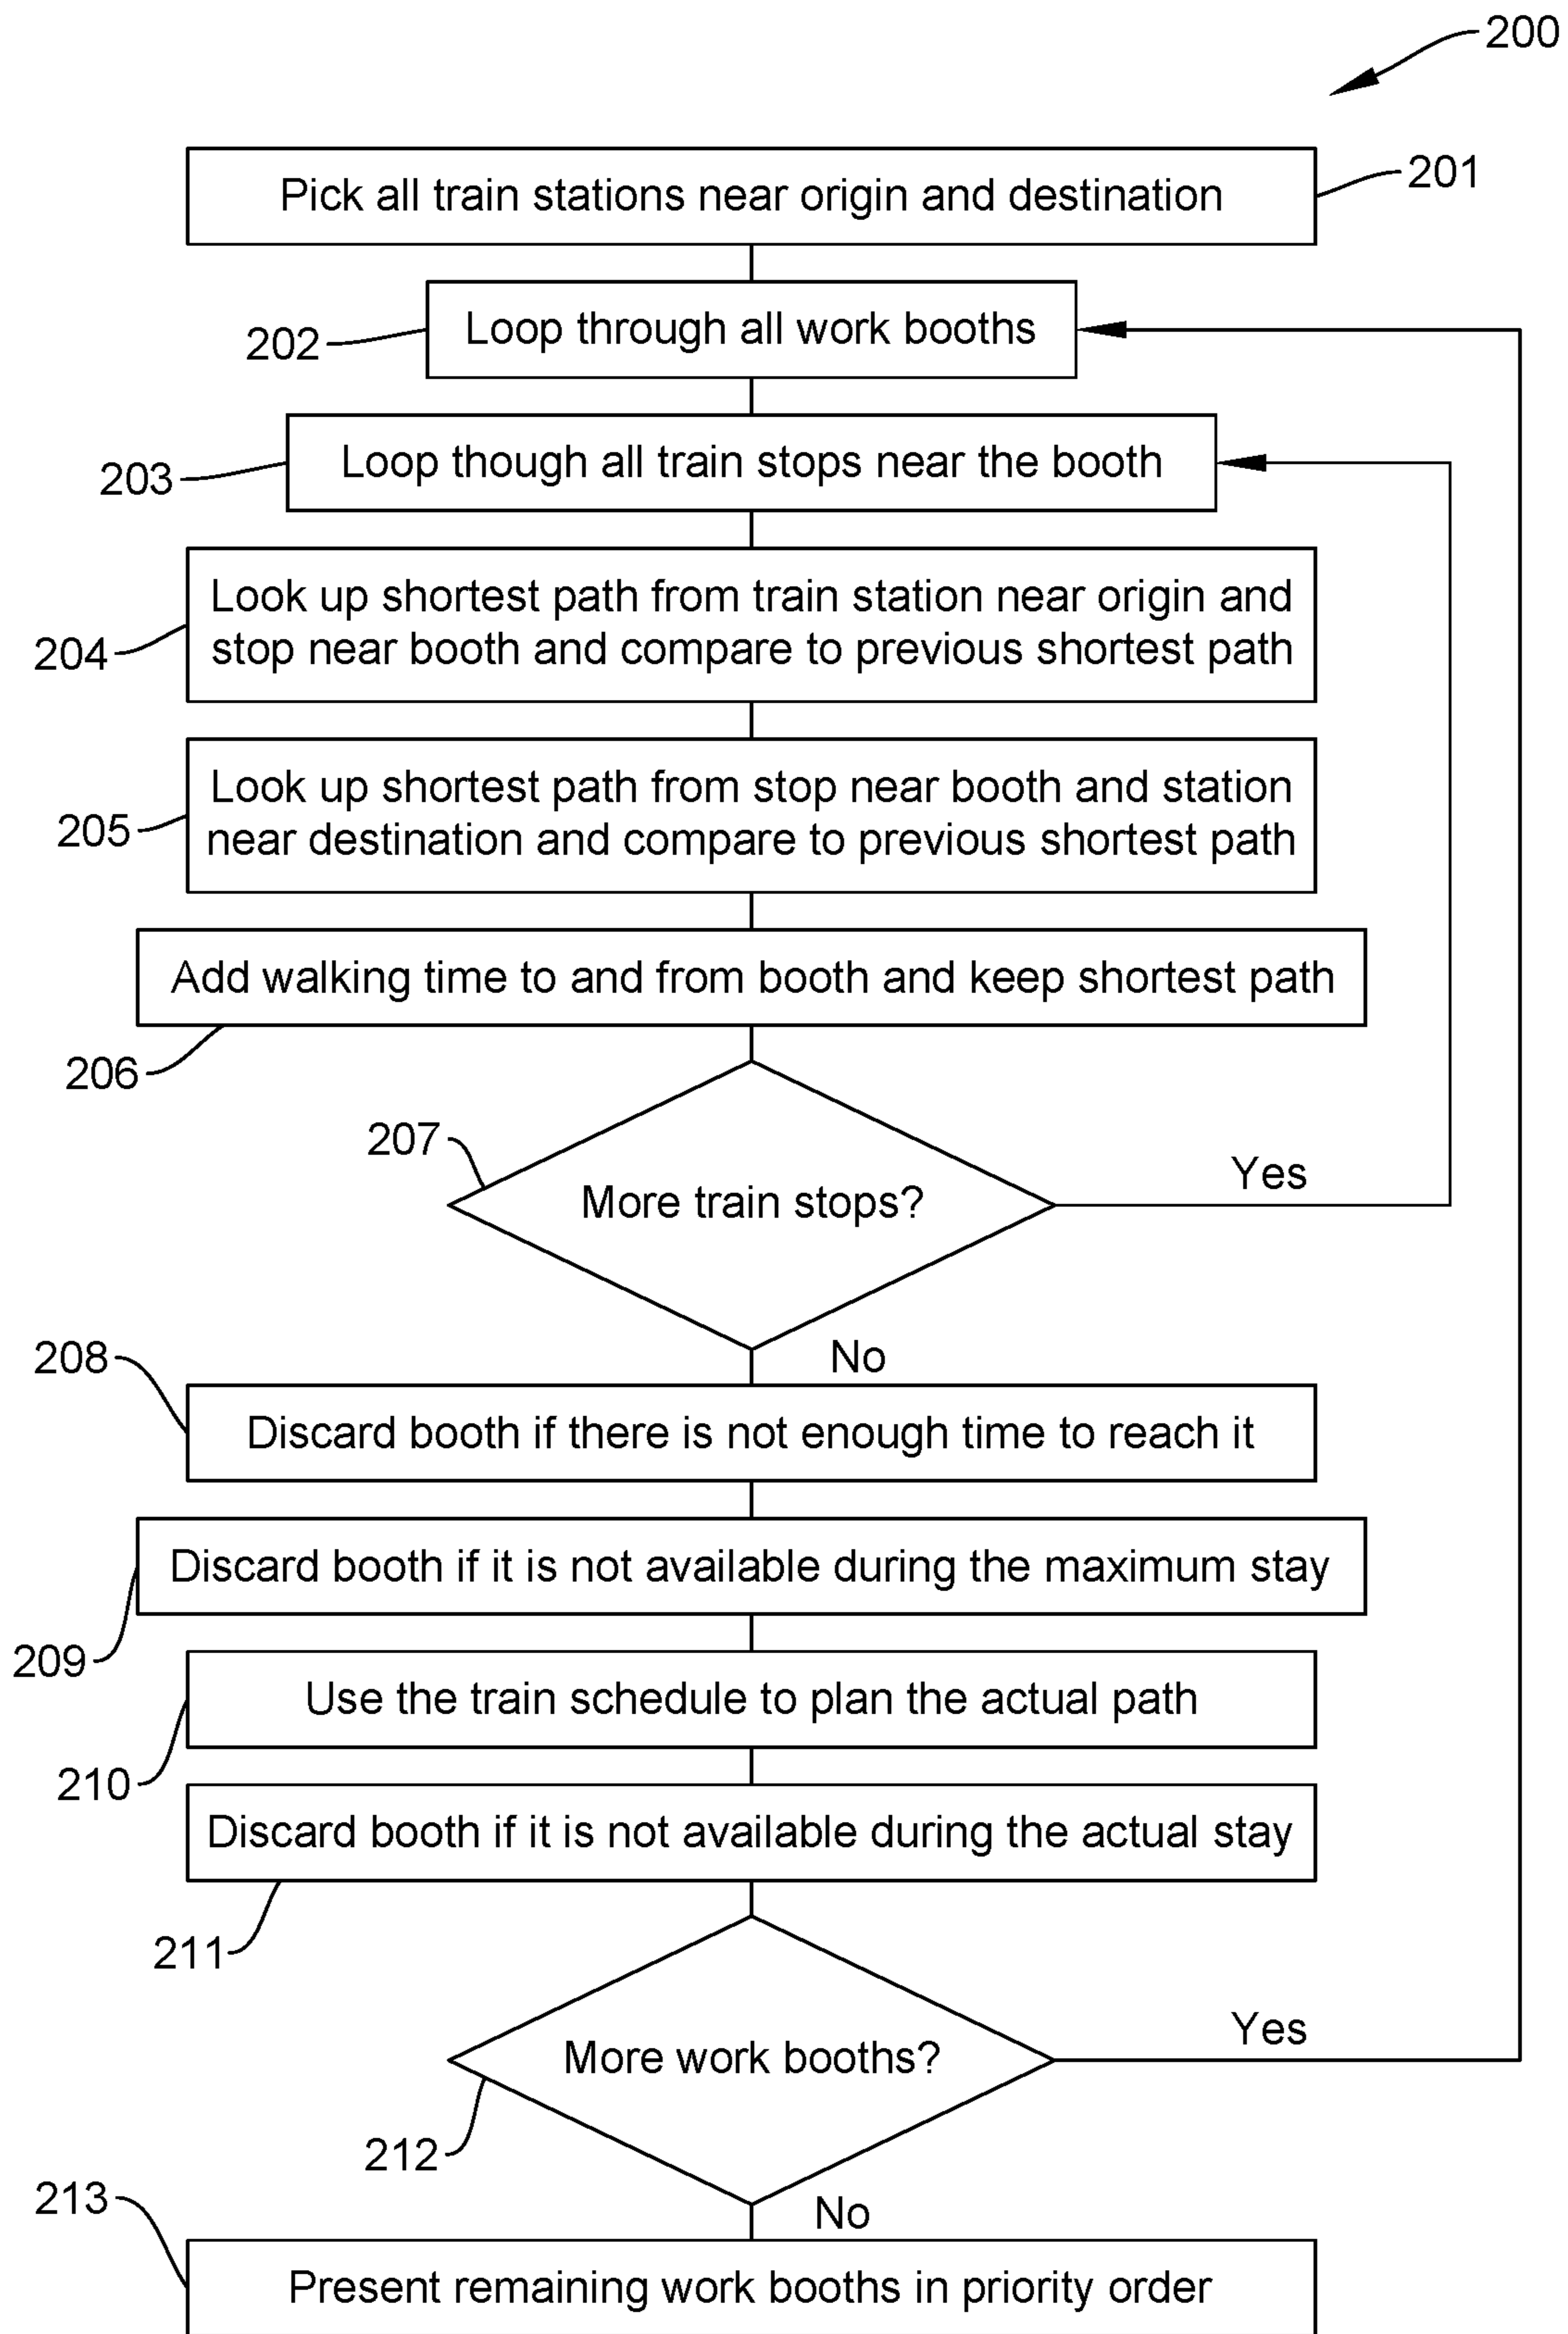 200
Pick all train stations near origin and destination
201
Loop through all work booths
202
Loop though all train stops near the booth
203
Look up shortest path from train station near origin and
stop near booth and compare to previous shortest path
204
Look up shortest path from stop near booth and station
near destination and compare to previous shortest path
205
Add walking time to and from booth and keep shortest path
206
207
More train stops?
Yes
No
208
Discard booth if there is not enough time to reach it
Discard booth if it is not available during the maximum stay
209
Use the train schedule to plan the actual path
210
Discard booth if it is not available during the actual stay
211
More work booths?
Yes
212
No
213
Present remaining work booths in priority order